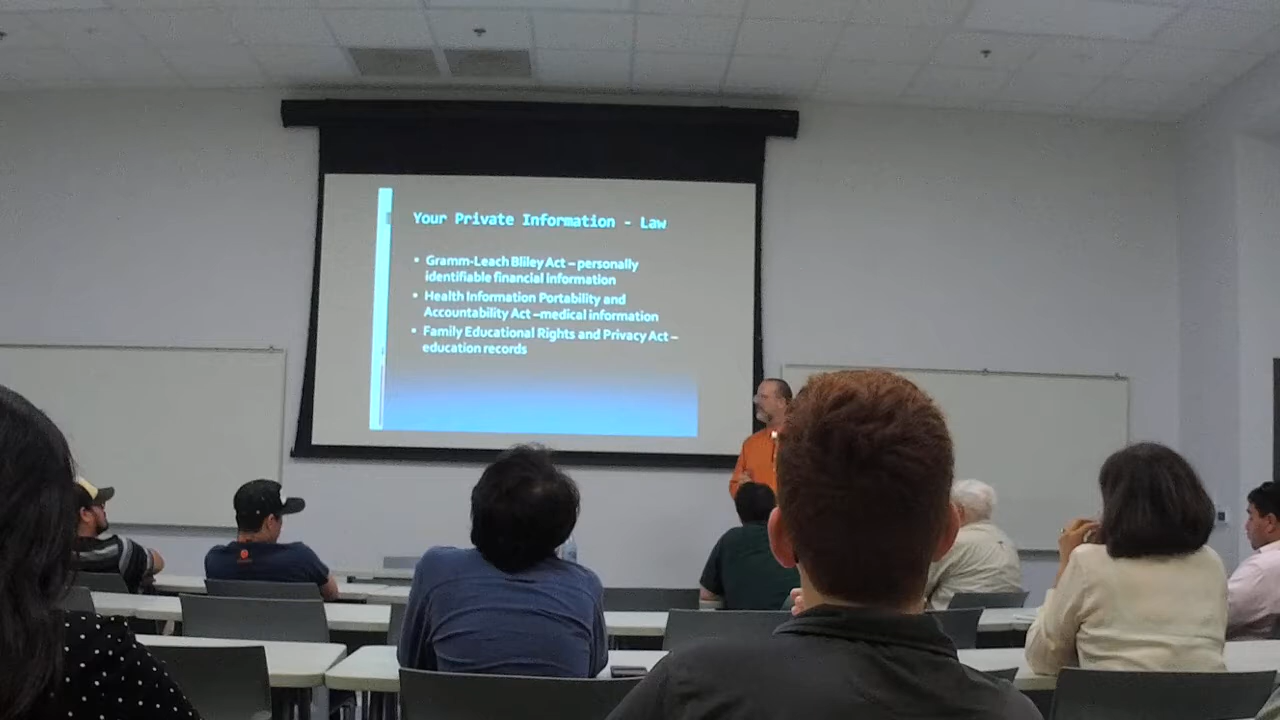 Your Private Information - Law
• Gramm-Leach Bliley Act – personally
identifiable financial Information
• Health Information Portability and
Accountability Act –medical information
• Family Educational Rights and Privacy Act –
education records